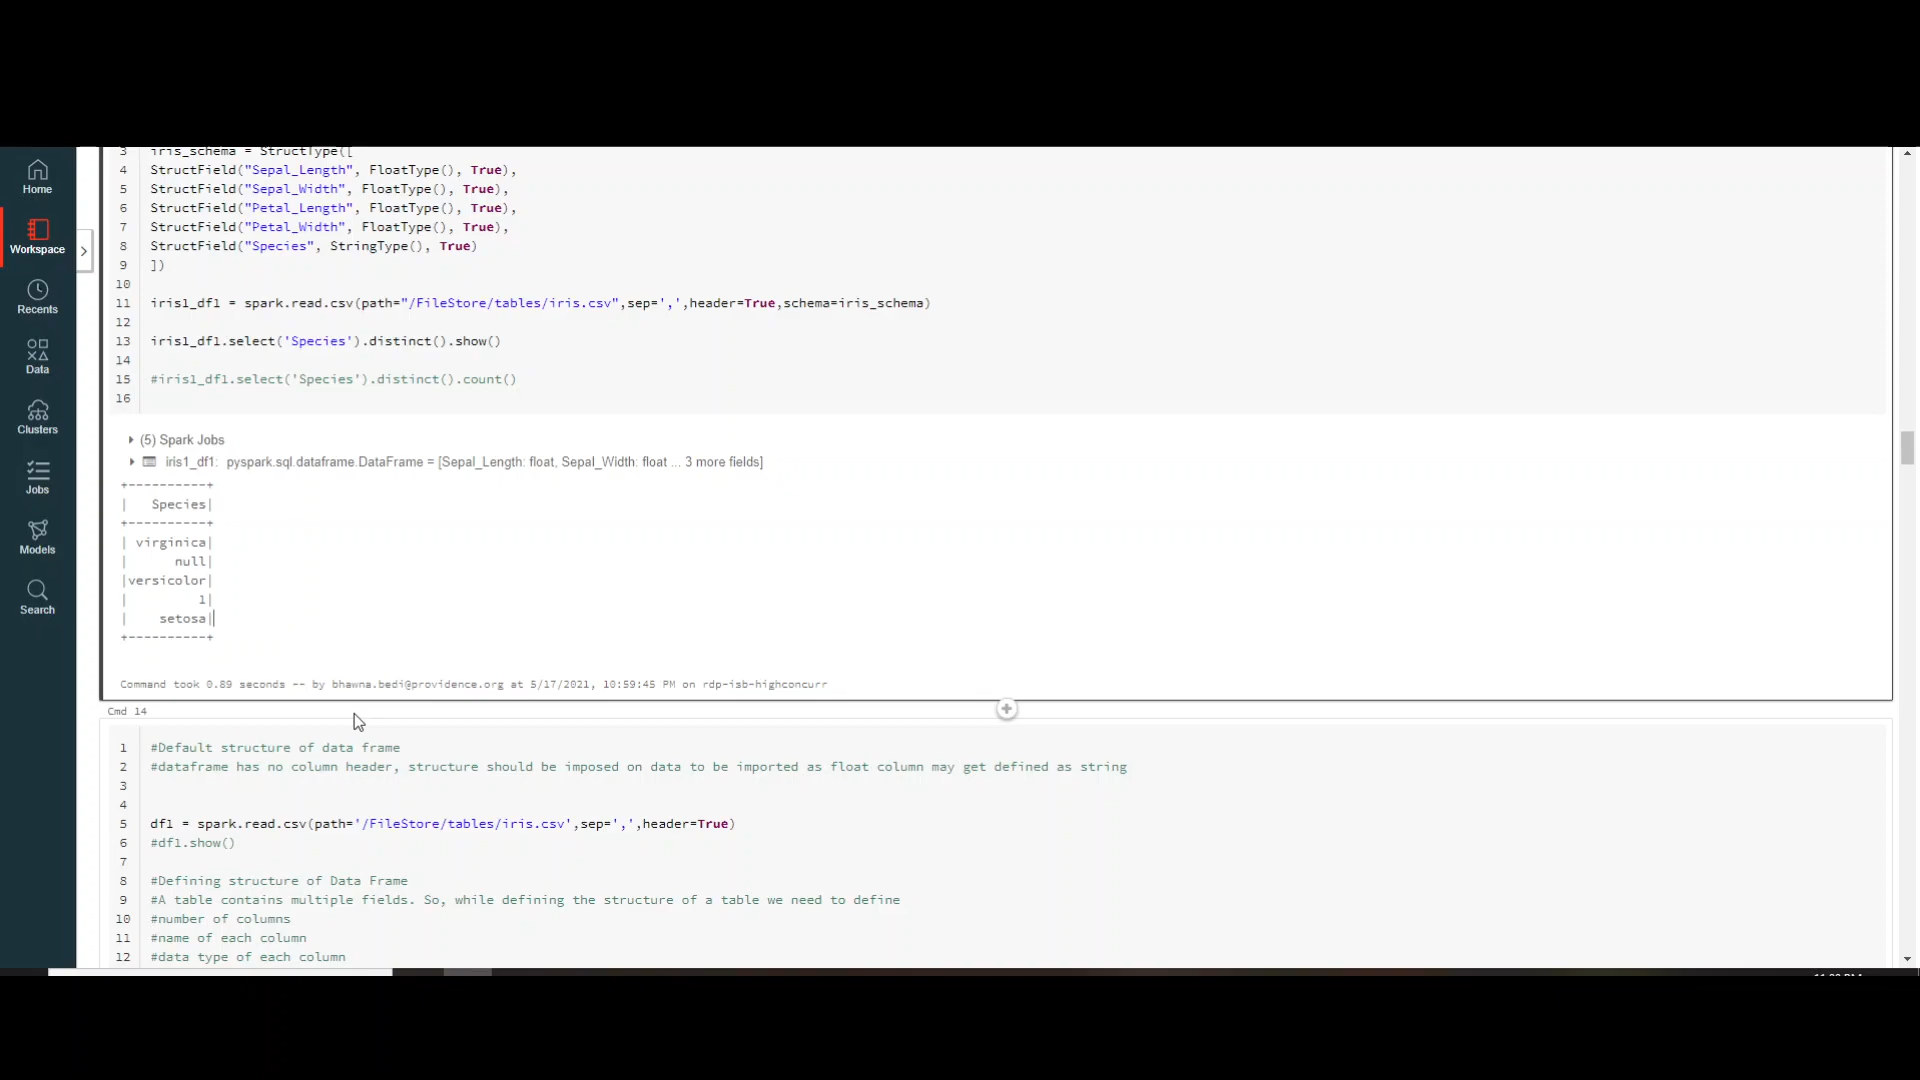 Home
Workspace
Recents
Data
Clusters
Jobs
Models
Search
3 iris_schema = StructType([
4 StructField("Sepal_Length", FloatType(), True),
5 StructField("Sepal_Width", FloatType(), True),
6 StructField("Petal_Length", FloatType(), True),
7 StructField("Petal_Width", FloatType(), True),
8 StructField("Species", StringType(), True)
9 ])
10
11 iris1_df1 = spark.read.csv(path="/FileStore/tables/iris.csv",sep=',',header=True,schema=iris_schema)
12
13 iris1_df1.select('Species').distinct().show()
14
15 #iris1_df1.select('Species').distinct().count()
16
(5) Spark Jobs
iris1_df1: pyspark.sql.dataframe.DataFrame = [Sepal_Length: float, Sepal_Width: float ... 3 more fields]
+----------+
|   Species|
+----------+
| virginica|
|      null|
|versicolor|
|         1|
|    setosa|
+----------+
Command took 0.89 seconds -- by bhawna.bedi@providence.org at 5/17/2021, 10:59:45 PM on rdp-isb-highconcurr
Cmd 14
1 #Default structure of data frame
2 #dataframe has no column header, structure should be imposed on data to be imported as float column may get defined as string
3
4
5 df1 = spark.read.csv(path='/FileStore/tables/iris.csv',sep=',',header=True)
6 #df1.show()
7
8 #Defining structure of Data Frame
9 #A table contains multiple fields. So, while defining the structure of a table we need to define
10 #number of columns
11 #name of each column
12 #data type of each column